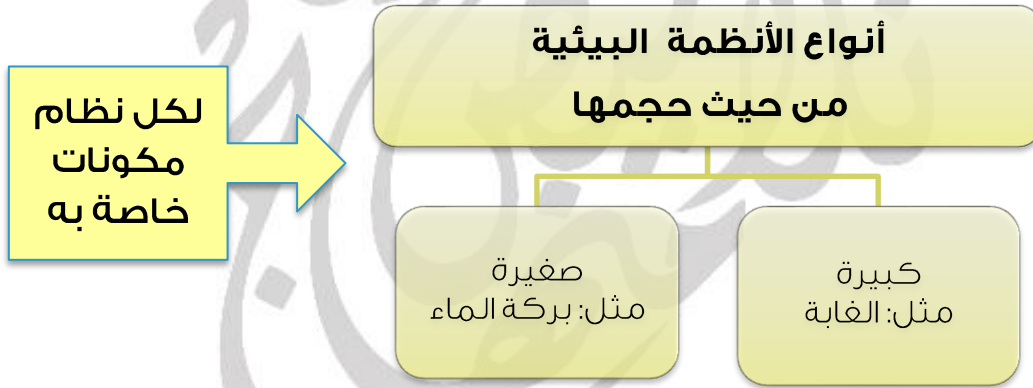 أنواع الأنظمة البيئية
من حيث حجمها
لكل نظام
مكونات
خاصة به
كبيرة
مثل: الغابة
صغيرة
مثل: بركة الماء